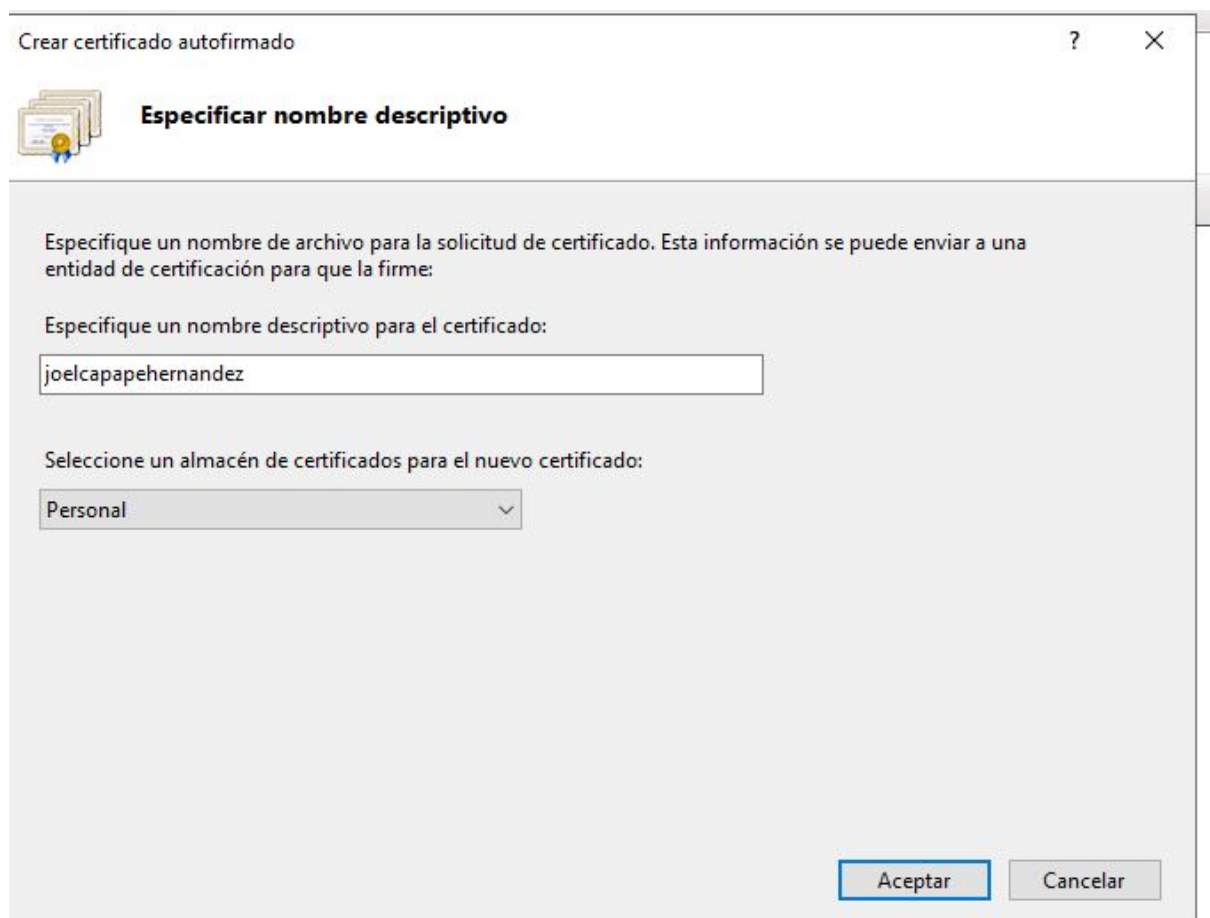 Crear certificado autofirmado
?
Especificar nombre descriptivo
Especifique un nombre de archivo para la solicitud de certificado. Esta información se puede enviar a una
entidad de certificación para que la firme:
Especifique un nombre descriptivo para el certificado:
joelcapapehernandez
Seleccione un almacén de certificados para el nuevo certificado:
Personal
Aceptar
Cancelar